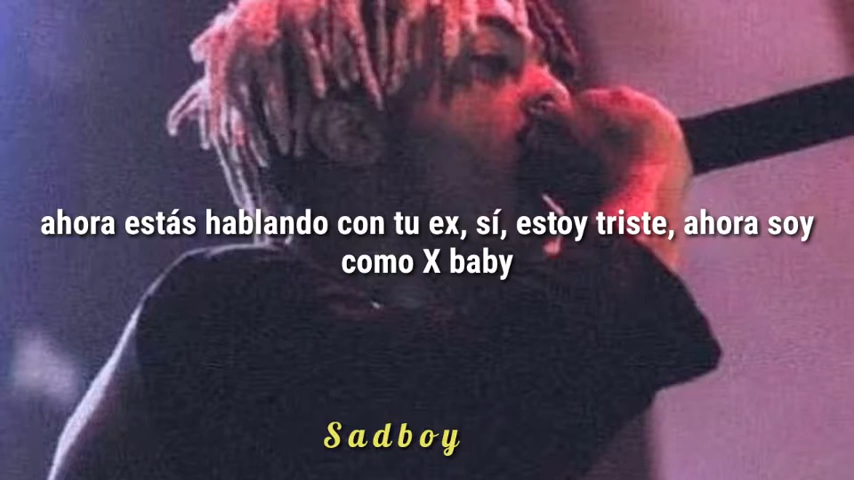 ahora estás hablando con tu ex, sí, estoy triste, ahora soy
como X baby
Sadboy